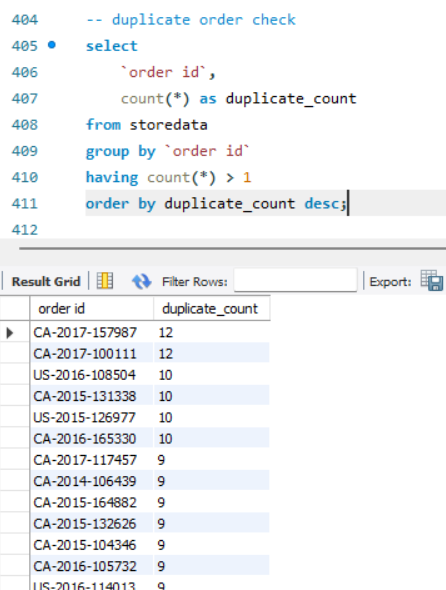 404 -- duplicate order check
405 select
406 `order id`,
407 count(*) as duplicate_count
408 from storedata
409 group by `order id`
410 having count(*) > 1
411 order by duplicate_count desc;
412
Result Grid Filter Rows: Export:
order id duplicate_count
CA-2017-157987 12
CA-2017-100111 12
US-2016-108504 10
CA-2015-131338 10
US-2015-126977 10
CA-2016-165330 10
CA-2017-117457 9
CA-2014-106439 9
CA-2015-164882 9
CA-2015-132626 9
CA-2015-104346 9
CA-2016-105732 9
US-2016-114013 9